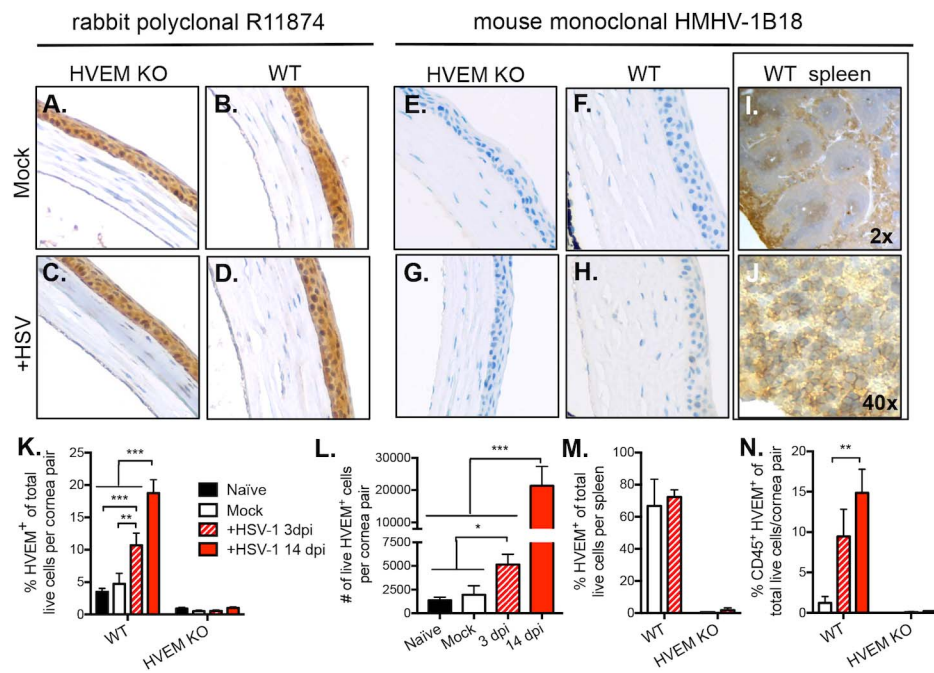 rabbit polyclonal R11874
mouse monoclonal HMHV-1B18
HVEM KO
WT
HVEM KO
WT
WT spleen
Mock
A.
B.
E.
F.
I.
2x
+HSV
C.
D.
G.
H.
J.
40x
K.
% HVEM+ of total
live cells per cornea pair
25
20
15
10
5
0
***
***
**
WT
HVEM KO
Naïve
Mock
+HSV-1 3dpi
+HSV-1 14 dpi
L.
# of live HVEM+ cells
per cornea pair
30000
20000
10000
7500
5000
2500
0
***
*
Naïve
Mock
3 dpi
14 dpi
M.
% HVEM+ of total
live cells per spleen
100
80
60
40
20
0
WT
HVEM KO
N.
% CD45+ HVEM+ of
total live cells/cornea pair
20
15
10
5
0
**
WT
HVEM KO